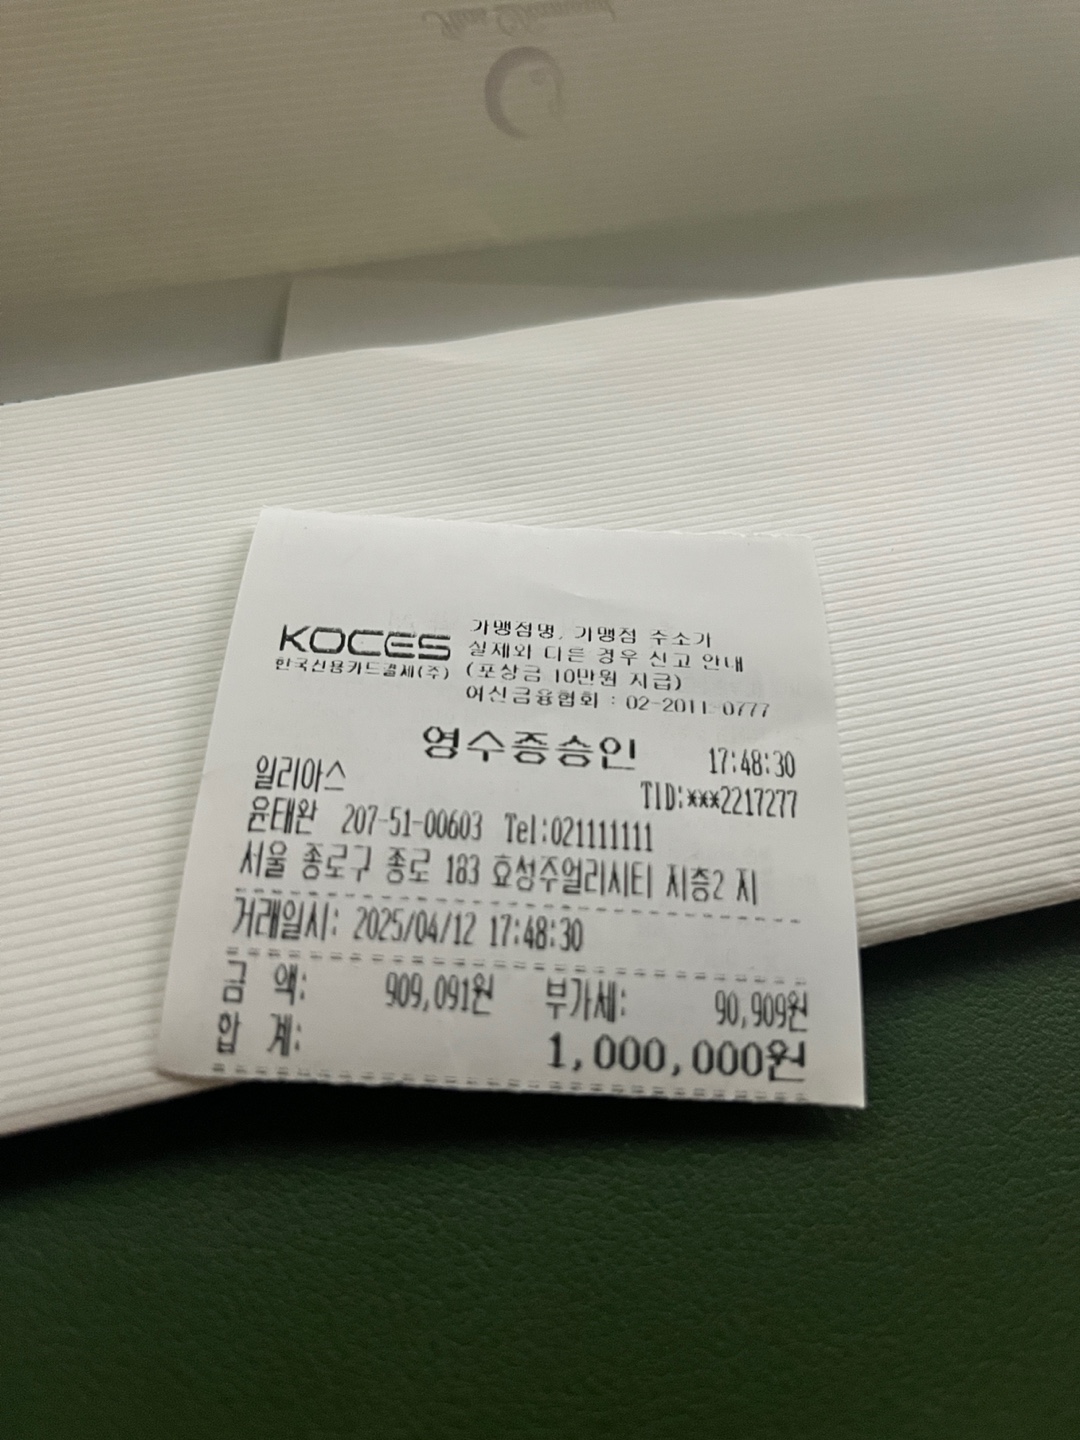 KOCES
한국신용카드결제(주)
가맹점명, 가맹점 주소가
실제와 다른 경우 신고 안내
(포상금 10만원 지급)
여신금융협회 : 02-2011-0777
영수증승인 17:48:30
일리아스 TID:***2217277
윤태완 207-51-00603 Tel:021111111
서울 종로구 종로 183 효성주얼리시티 지층2 지
거래일시: 2025/04/12 17:48:30
금 액: 909,091원 부가세: 90,909원
합 계: 1,000,000원